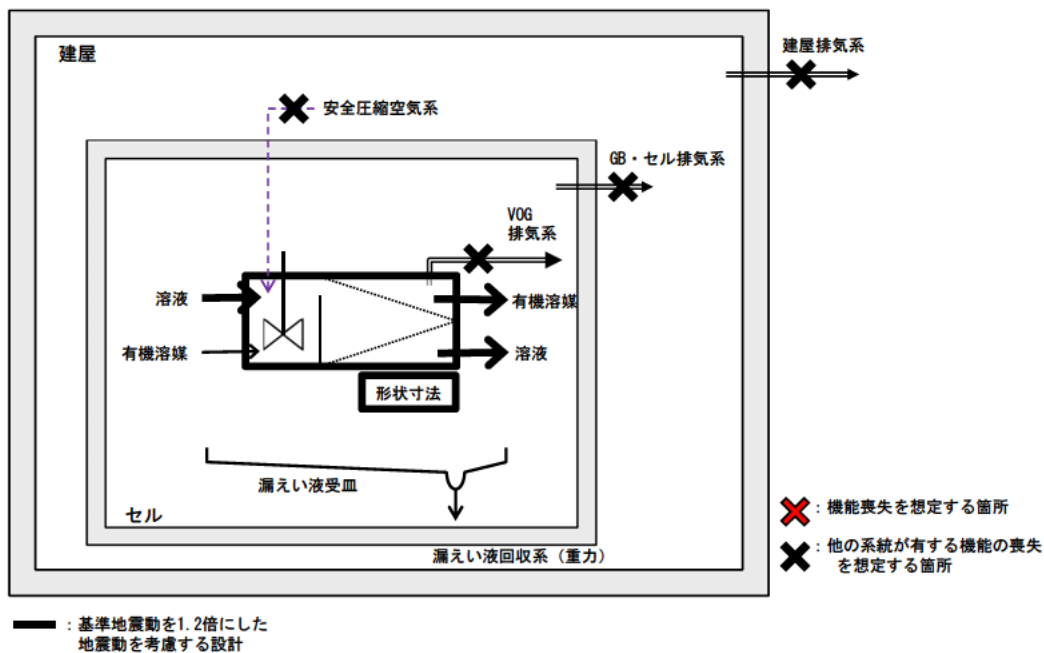 建屋
建屋排気系
安全圧縮空気系
GB・セル排気系
VOG
排気系
溶液
有機溶媒
有機溶媒
溶液
形状寸法
漏えい液受皿
セル
漏えい液回収系（重力）
：機能喪失を想定する箇所
：他の系統が有する機能の喪失
を想定する箇所
：基準地震動を1.2倍にした
地震動を考慮する設計